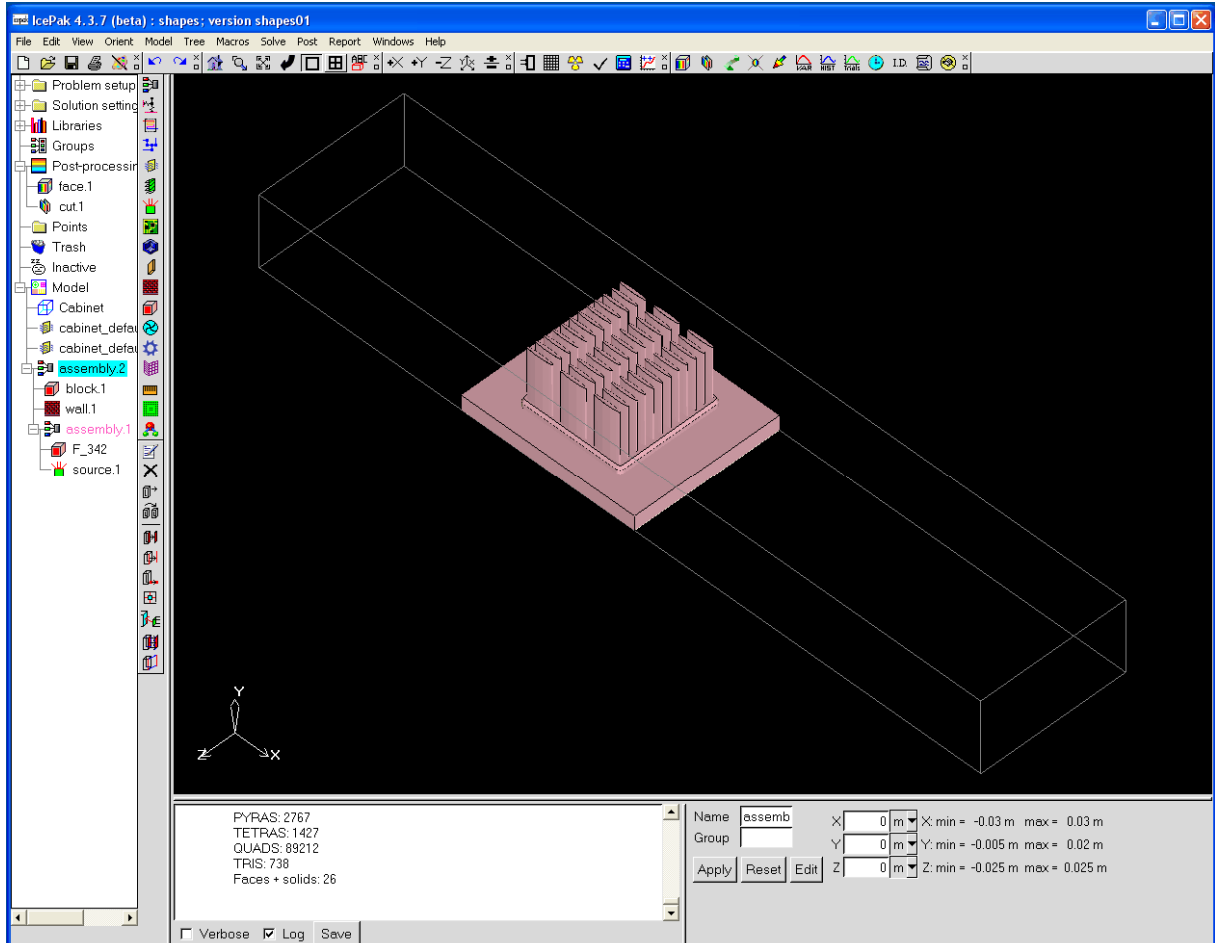 IcePak 4.3.7 (beta) : shapes; version shapes01
File Edit View Orient Model Tree Macros Solve Post Report Windows Help
+X +Y -Z I.D.
Problem setup
Solution setting
Libraries
Groups
Post-processin
face.1
cut.1
Points
Trash
Inactive
Model
Cabinet
cabinet_defau
cabinet_defau
assembly.2
block.1
wall.1
assembly.1
F_342
source.1
Y
Z X
PYRAS: 2767
TETRAS: 1427
QUADS: 89212
TRIS: 738
Faces + solids: 26
Verbose Log Save
Name assemb
Group
Apply Reset Edit
X 0 m X: min = -0.03 m max = 0.03 m
Y 0 m Y: min = -0.005 m max = 0.02 m
Z 0 m Z: min = -0.025 m max = 0.025 m